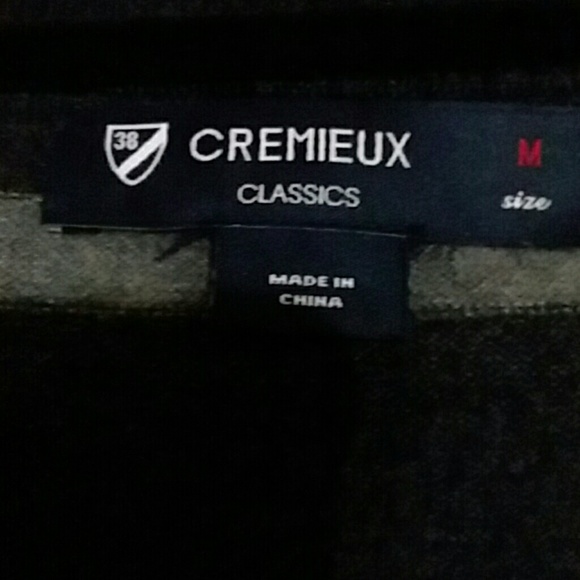 38 CREMIEUX M
CLASSICS size
MADE IN
CHINA